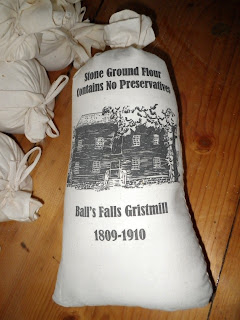 Stone Ground Flour
Contains No Preservatives
Ball's Falls Gristmill
1809-1910